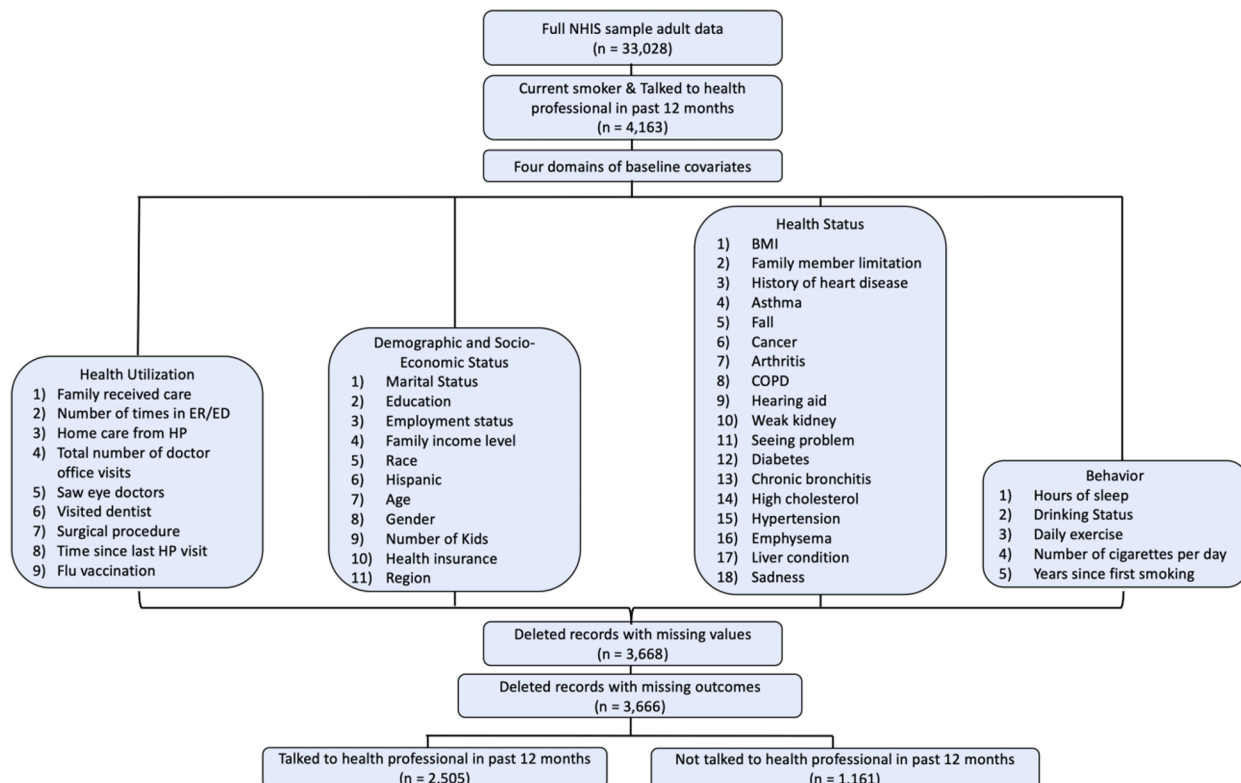 Full NHIS sample adult data
(n = 33,028)
Current smoker & Talked to health
professional in past 12 months
(n = 4,163)
Four domains of baseline covariates
Health Utilization
1) Family received care
2) Number of times in ER/ED
3) Home care from HP
4) Total number of doctor
office visits
5) Saw eye doctors
6) Visited dentist
7) Surgical procedure
8) Time since last HP visit
9) Flu vaccination
Demographic and Socio-
Economic Status
1) Marital Status
2) Education
3) Employment status
4) Family income level
5) Race
6) Hispanic
7) Age
8) Gender
9) Number of Kids
10) Health insurance
11) Region
Health Status
1) BMI
2) Family member limitation
3) History of heart disease
4) Asthma
5) Fall
6) Cancer
7) Arthritis
8) COPD
9) Hearing aid
10) Weak kidney
11) Seeing problem
12) Diabetes
13) Chronic bronchitis
14) High cholesterol
15) Hypertension
16) Emphysema
17) Liver condition
18) Sadness
Behavior
1) Hours of sleep
2) Drinking Status
3) Daily exercise
4) Number of cigarettes per day
5) Years since first smoking
Deleted records with missing values
(n = 3,668)
Deleted records with missing outcomes
(n = 3,666)
Talked to health professional in past 12 months
(n = 2,505)
Not talked to health professional in past 12 months
(n = 1,161)